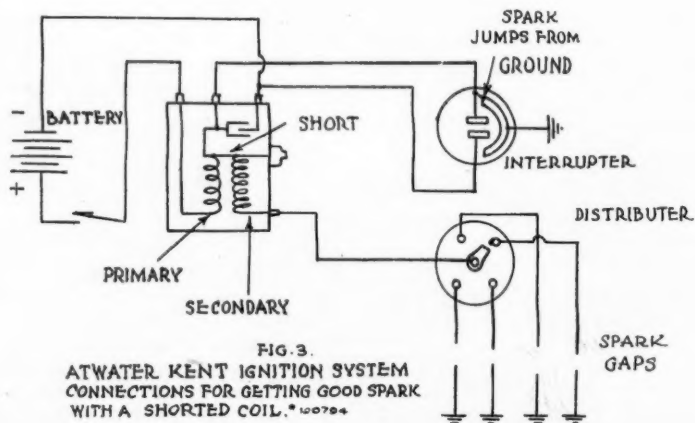 SPARK
JUMPS FROM
GROUND
-
BATTERY
+
SHORT
INTERRUPTER
DISTRIBUTER
PRIMARY
SECONDARY
SPARK
GAPS
FIG. 3.
ATWATER KENT IGNITION SYSTEM
CONNECTIONS FOR GETTING GOOD SPARK
WITH A SHORTED COIL.